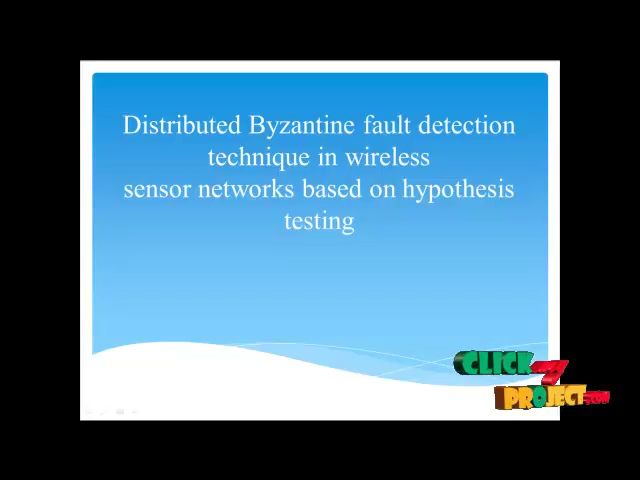 Distributed Byzantine fault detection
technique in wireless
sensor networks based on hypothesis
testing
CLICK
MY
PROJECT.COM